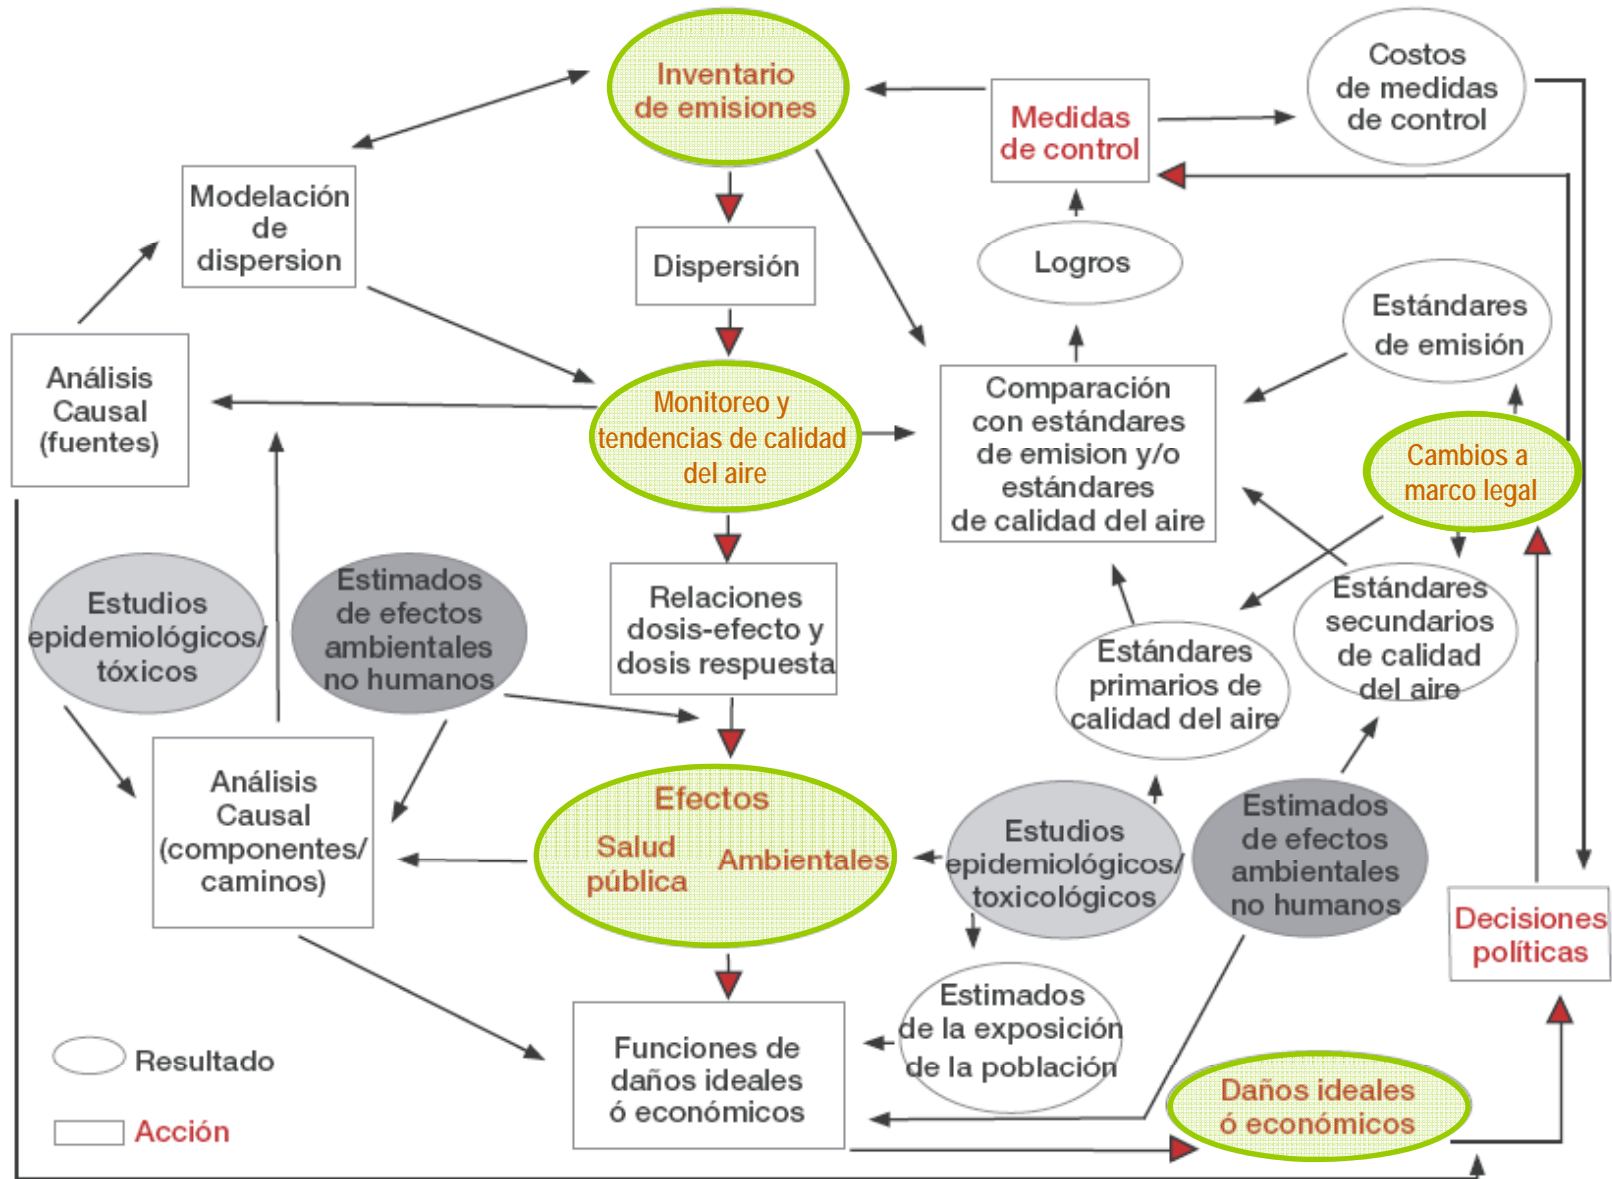 Inventario
de emisiones
Costos
de medidas
de control
Medidas
de control
Modelación
de
dispersion
Dispersión
Logros
Estándares
de emisión
Análisis
Causal
(fuentes)
Monitoreo y
tendencias de calidad
del aire
Comparación
con estándares
de emision y/o
estándares
de calidad del aire
Cambios a
marco legal
Estudios
epidemiológicos/
tóxicos
Estimados
de efectos
ambientales
no humanos
Relaciones
dosis-efecto y
dosis respuesta
Estándares
primarios de
calidad del aire
Estándares
secundarios
de calidad
del aire
Análisis
Causal
(componentes/
caminos)
Efectos
Salud
pública
Ambientales
Estudios
epidemiológicos/
toxicológicos
Estimados
de efectos
ambientales
no humanos
Decisiones
políticas
Funciones de
daños ideales
ó económicos
Estimados
de la exposición
de la población
Daños ideales
ó económicos
Resultado
Acción